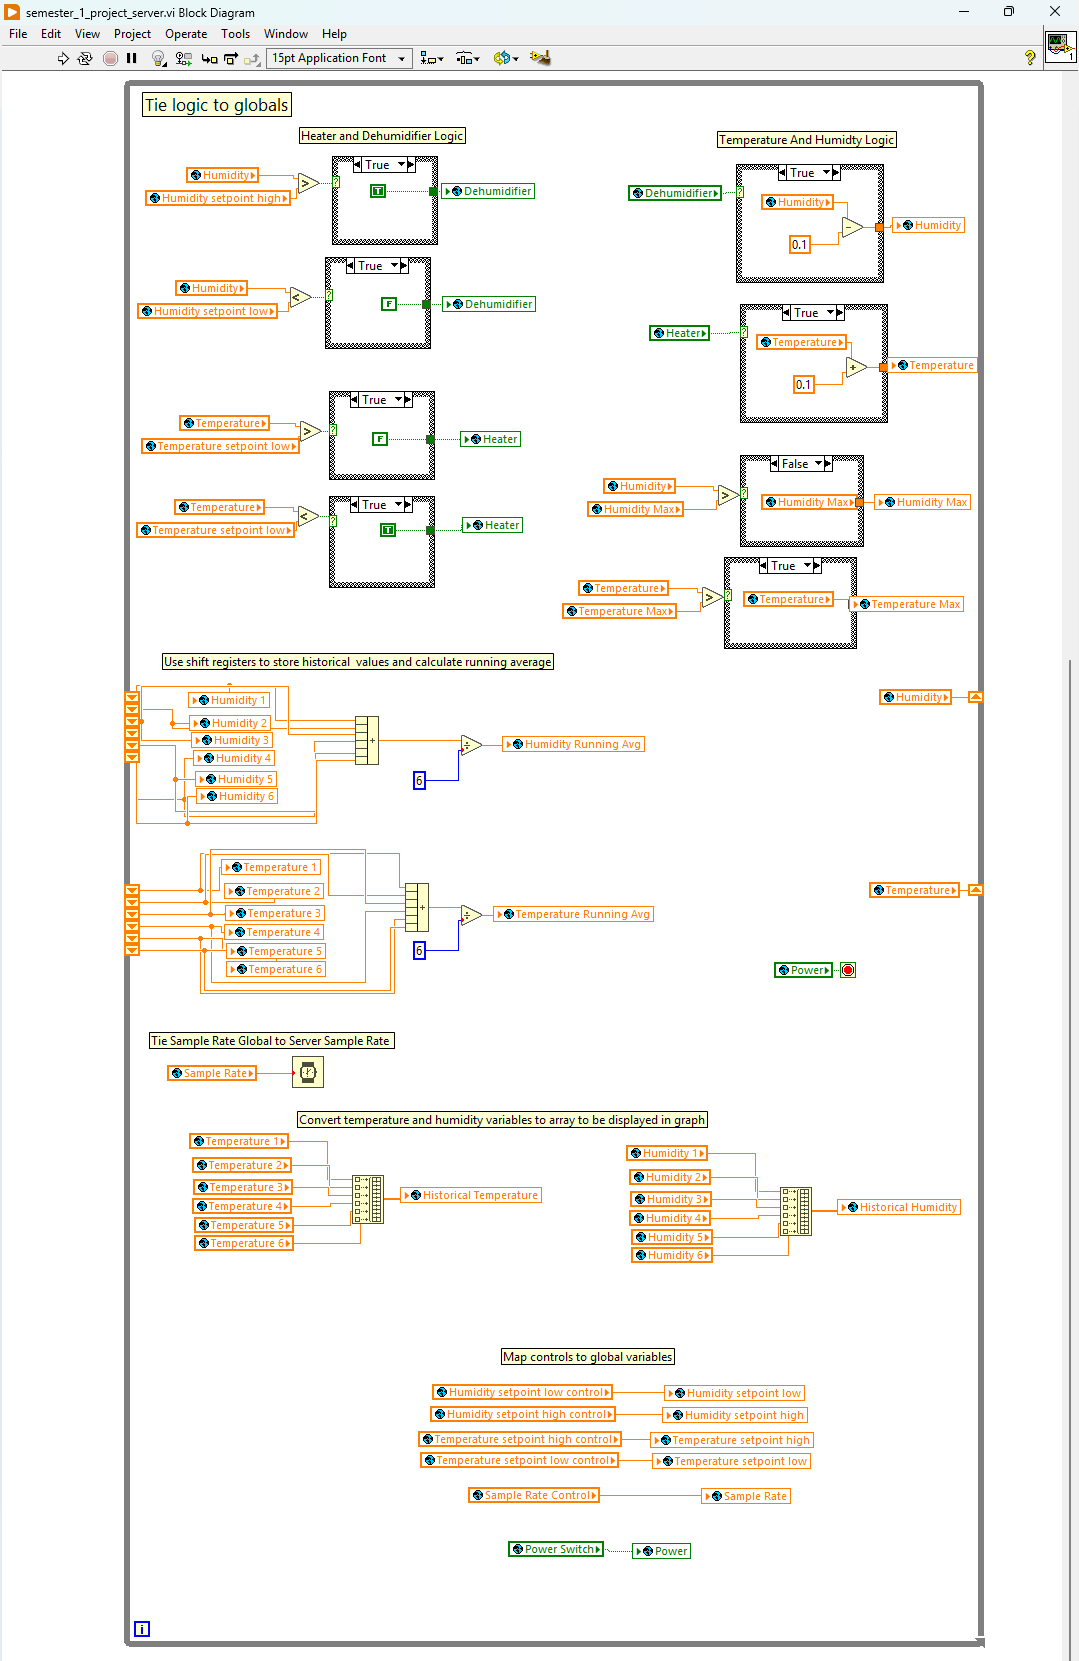 semester_1_project_server.vi Block Diagram
File Edit View Project Operate Tools Window Help
15pt Application Font
1
Tie logic to globals
Heater and Dehumidifier Logic
True
Humidity
Humidity setpoint high
>
?
T
Dehumidifier
True
Humidity
Humidity setpoint low
<
?
F
Dehumidifier
True
Temperature
Temperature setpoint low
>
?
F
Heater
True
Temperature
Temperature setpoint low
<
?
T
Heater
Temperature And Humidty Logic
True
Dehumidifier
?
Humidity
0.1
-
Humidity
True
Heater
?
Temperature
0.1
+
Temperature
False
Humidity
Humidity Max
>
?
Humidity Max
Humidity Max
True
Temperature
Temperature Max
>
?
Temperature
Temperature Max
Use shift registers to store historical values and calculate running average
Humidity 1
Humidity 2
Humidity 3
Humidity 4
Humidity 5
Humidity 6
+
6
÷
Humidity Running Avg
Humidity
Temperature 1
Temperature 2
Temperature 3
Temperature 4
Temperature 5
Temperature 6
+
6
÷
Temperature Running Avg
Temperature
Power
Tie Sample Rate Global to Server Sample Rate
Sample Rate
Convert temperature and humidity variables to array to be displayed in graph
Temperature 1
Temperature 2
Temperature 3
Temperature 4
Temperature 5
Temperature 6
Historical Temperature
Humidity 1
Humidity 2
Humidity 3
Humidity 4
Humidity 5
Humidity 6
Historical Humidity
Map controls to global variables
Humidity setpoint low control Humidity setpoint low
Humidity setpoint high control Humidity setpoint high
Temperature setpoint high control Temperature setpoint high
Temperature setpoint low control Temperature setpoint low
Sample Rate Control Sample Rate
Power Switch Power
i